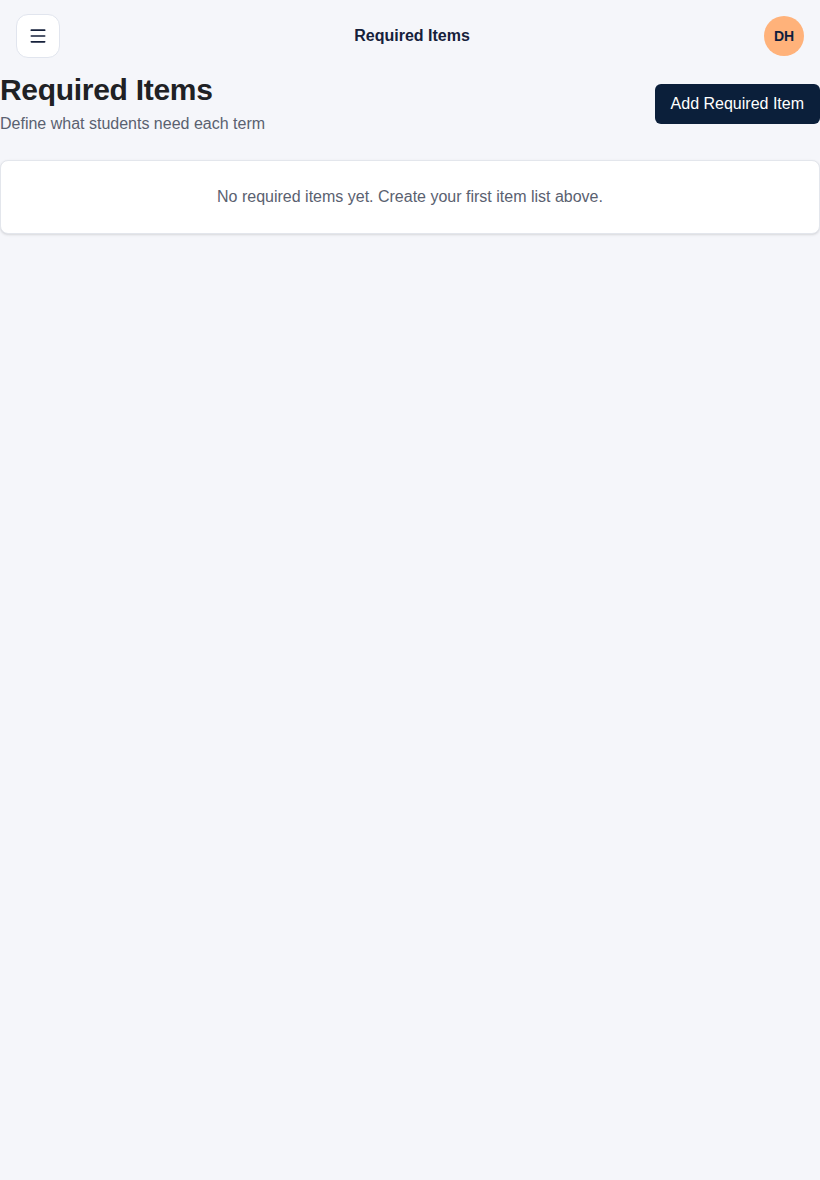 Required Items
DH
Required Items
Define what students need each term
Add Required Item
No required items yet. Create your first item list above.